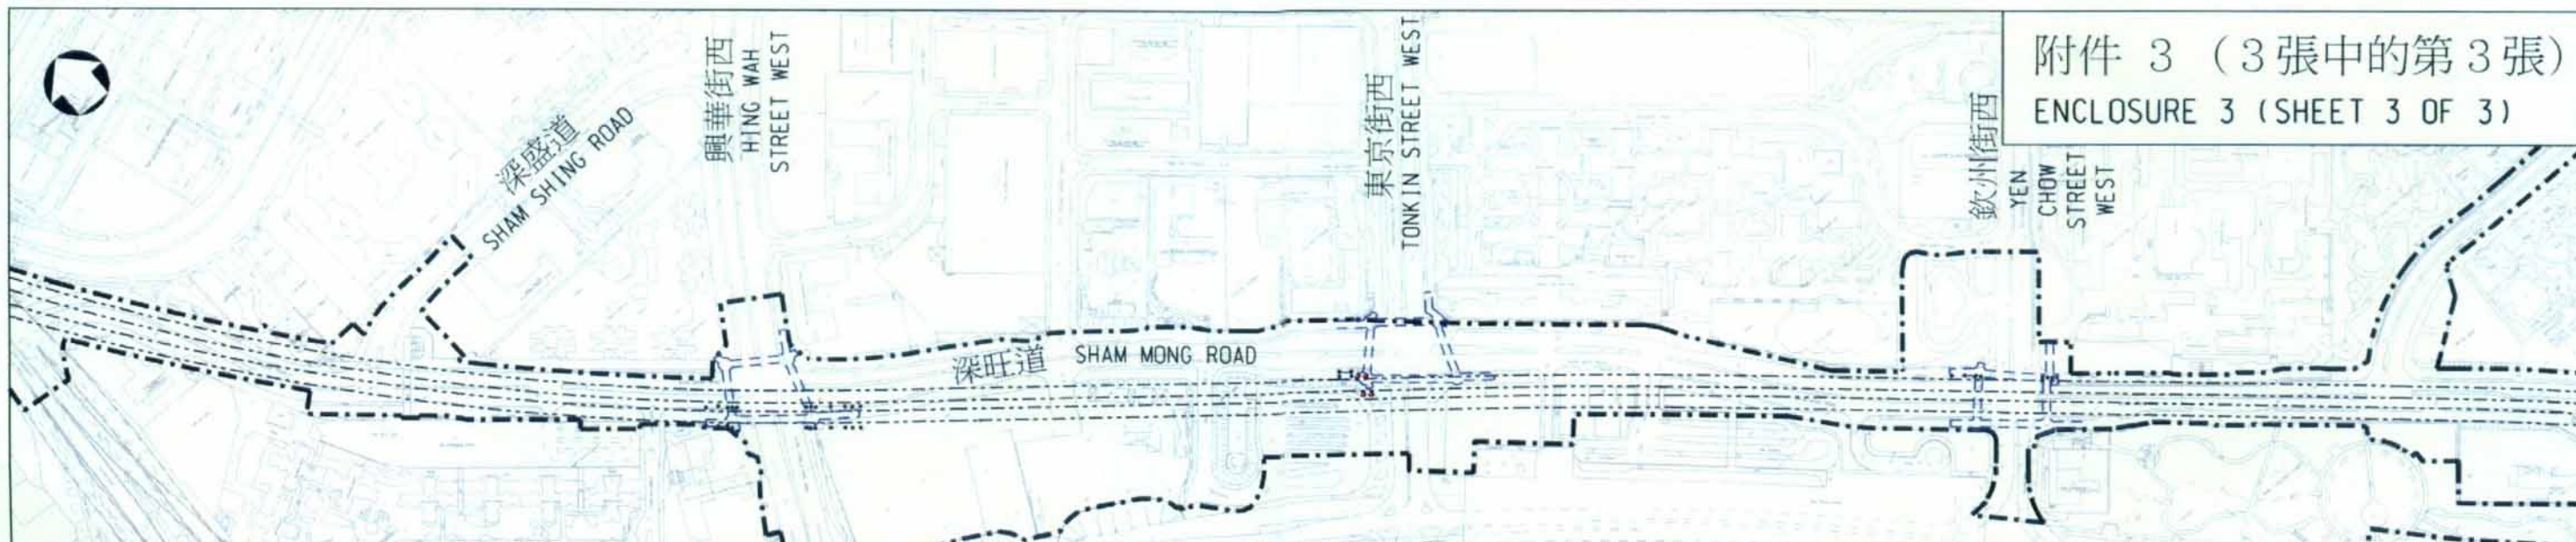 附件 3 （3張中的第3張）
ENCLOSURE 3 (SHEET 3 OF 3)
深盛道
SHAM SHING ROAD
興華街西
HING WAH
STREET WEST
東京街西
TONKIN STREET WEST
欽州街西
YEN
CHOW
STREET
WEST
深旺道
SHAM MONG ROAD